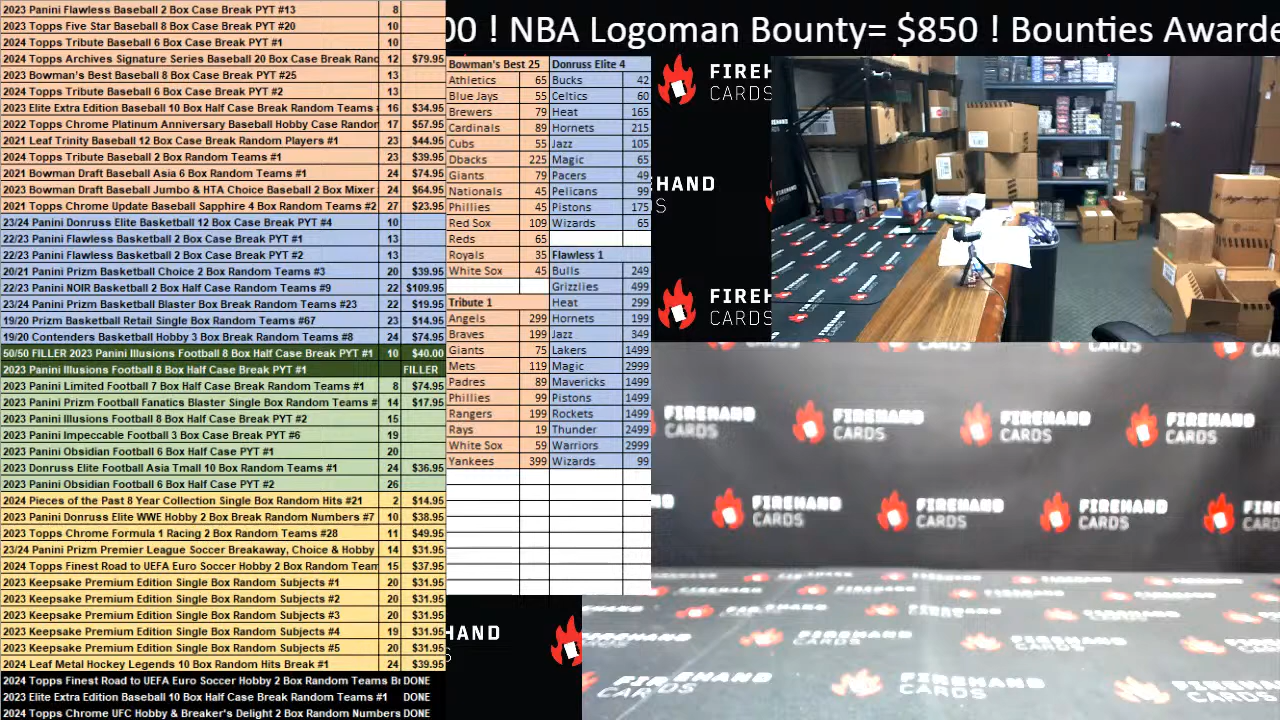 00 ! NBA Logoman Bounty= $850 ! Bounties Awarde
2023 Panini Flawless Baseball 2 Box Case Break PYT #13 8
2023 Topps Five Star Baseball 8 Box Case Break PYT #20 10
2024 Topps Tribute Baseball 6 Box Case Break PYT #1 10
2024 Topps Archives Signature Series Baseball 20 Box Case Break Rand 12 $79.95
2023 Bowman's Best Baseball 8 Box Case Break PYT #25 13
2024 Topps Tribute Baseball 6 Box Case Break PYT #2 13
2023 Elite Extra Edition Baseball 10 Box Half Case Break Random Teams 16 $34.95
2022 Topps Chrome Platinum Anniversary Baseball Hobby Case Random 17 $57.95
2021 Leaf Trinity Baseball 12 Box Case Break Random Players #1 23 $44.95
2024 Topps Tribute Baseball 2 Box Random Teams #1 23 $39.95
2021 Bowman Draft Baseball Asia 6 Box Random Teams #1 24 $74.95
2023 Bowman Draft Baseball Jumbo & HTA Choice Baseball 2 Box Mixer 24 $64.95
2021 Topps Chrome Update Baseball Sapphire 4 Box Random Teams #2 27 $23.95
23/24 Panini Donruss Elite Basketball 12 Box Case Break PYT #4 10
22/23 Panini Flawless Basketball 2 Box Case Break PYT #1 13
22/23 Panini Flawless Basketball 2 Box Case Break PYT #2 13
20/21 Panini Prizm Basketball Choice 2 Box Random Teams #3 20 $39.95
22/23 Panini NOIR Basketball 2 Box Half Case Random Teams #9 22 $109.95
23/24 Panini Prizm Basketball Blaster Box Break Random Teams #23 22 $19.95
19/20 Prizm Basketball Retail Single Box Random Teams #67 23 $14.95
19/20 Contenders Basketball Hobby 3 Box Break Random Teams #8 24 $74.95
50/50 FILLER 2023 Panini Illusions Football 8 Box Half Case Break PYT #1 10 $40.00
2023 Panini Illusions Football 8 Box Half Case Break PYT #1 FILLER
2023 Panini Limited Football 7 Box Half Case Break Random Teams #1 8 $74.95
2023 Panini Prizm Football Fanatics Blaster Single Box Random Teams # 14 $17.95
2023 Panini Illusions Football 8 Box Half Case Break PYT #2 15
2023 Panini Impeccable Football 3 Box Case Break PYT #6 19
2023 Panini Obsidian Football 6 Box Half Case PYT #1 20
2023 Donruss Elite Football Asia Tmall 10 Box Random Teams #1 24 $36.95
2023 Panini Obsidian Football 6 Box Half Case PYT #2 26
2024 Pieces of the Past 8 Year Collection Single Box Random Hits #21 2 $14.95
2023 Panini Donruss Elite WWE Hobby 2 Box Break Random Numbers #7 10 $38.95
2023 Topps Chrome Formula 1 Racing 2 Box Random Teams #28 11 $49.95
23/24 Panini Prizm Premier League Soccer Breakaway, Choice & Hobby 14 $31.95
2024 Topps Finest Road to UEFA Euro Soccer Hobby 2 Box Random Team 15 $37.95
2023 Keepsake Premium Edition Single Box Random Subjects #1 20 $31.95
2023 Keepsake Premium Edition Single Box Random Subjects #2 20 $31.95
2023 Keepsake Premium Edition Single Box Random Subjects #3 20 $31.95
2023 Keepsake Premium Edition Single Box Random Subjects #4 19 $31.95
2023 Keepsake Premium Edition Single Box Random Subjects #5 20 $31.95
2024 Leaf Metal Hockey Legends 10 Box Random Hits Break #1 24 $39.95
2024 Topps Finest Road to UEFA Euro Soccer Hobby 2 Box Random Teams Br DONE
2023 Elite Extra Edition Baseball 10 Box Half Case Break Random Teams #1 DONE
2024 Topps Chrome UFC Hobby & Breaker's Delight 2 Box Random Numbers DONE
Bowman's Best 25
Athletics 65
Blue Jays 55
Brewers 79
Cardinals 89
Cubs 55
Dbacks 225
Giants 79
Nationals 45
Phillies 45
Red Sox 109
Reds 65
Royals 35
White Sox 45
Tribute 1
Angels 299
Braves 199
Giants 75
Mets 119
Padres 89
Phillies 99
Rangers 199
Rays 19
White Sox 59
Yankees 399
Donruss Elite 4
Bucks 42
Celtics 60
Heat 165
Hornets 215
Jazz 105
Magic 65
Pacers 49
Pelicans 99
Pistons 175
Wizards 65
Flawless 1
Bulls 249
Grizzlies 499
Heat 299
Hornets 199
Jazz 349
Lakers 1499
Magic 2999
Mavericks 1499
Pistons 1499
Rockets 1499
Thunder 2499
Warriors 2999
Wizards 99
FIREH
CARDS
HAND
S
FIREH
CARDS
HAND
FIREHAND
CARDS
FIREHAND
CARDS
FIREHAND
CARDS
FIREHAND
CARDS
FIREHAND
CARDS
FIREHAND
CARDS
FIREHAND
CARDS